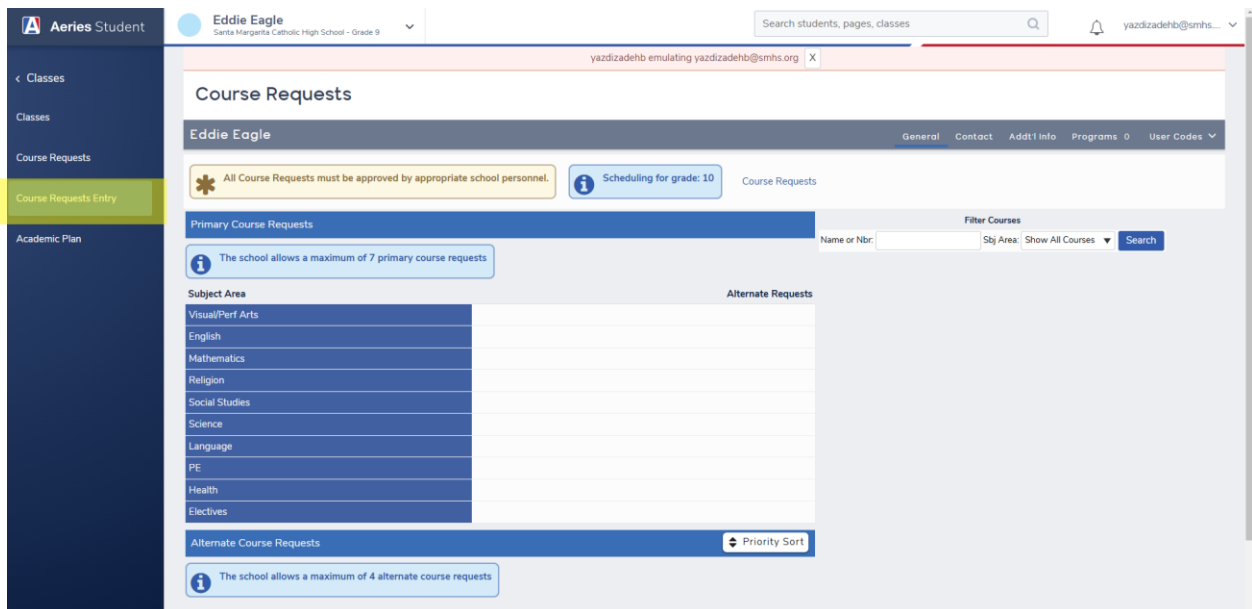 Aeries Student
Eddie Eagle
Santa Margarita Catholic High School - Grade 9
Search students, pages, classes
yazdizadehb@smhs...
yazdizadehb emulating yazdizadehb@smhs.org X
< Classes
Classes
Course Requests
Course Requests Entry
Academic Plan
Course Requests
Eddie Eagle
General Contact Addt'l Info Programs 0 User Codes
All Course Requests must be approved by appropriate school personnel.
Scheduling for grade: 10
Course Requests
Primary Course Requests
The school allows a maximum of 7 primary course requests
Subject Area Alternate Requests
Visual/Perf Arts
English
Mathematics
Religion
Social Studies
Science
Language
PE
Health
Electives
Alternate Course Requests Priority Sort
The school allows a maximum of 4 alternate course requests
Filter Courses
Name or Nbr: Sbj Area: Show All Courses Search